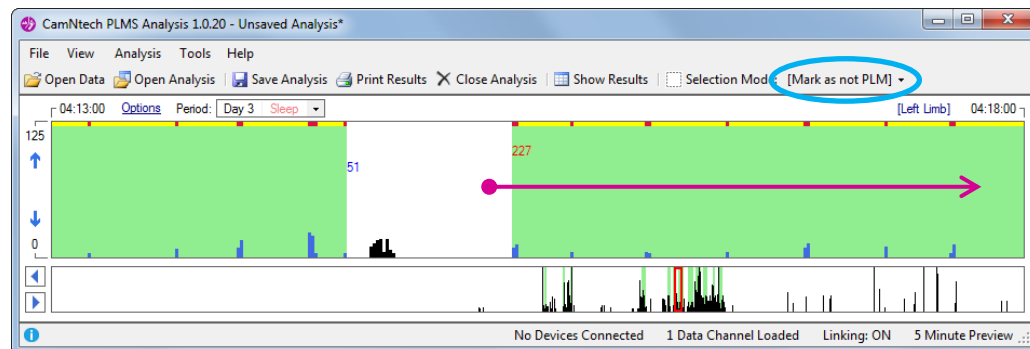 CamNtech PLMS Analysis 1.0.20 - Unsaved Analysis*
File View Analysis Tools Help
Open Data Open Analysis Save Analysis Print Results Close Analysis Show Results Selection Mode: [Mark as not PLM]
04:13:00 Options Period: Day 3 Sleep [Left Limb] 04:18:00
125
227
51
0
No Devices Connected 1 Data Channel Loaded Linking: ON 5 Minute Preview